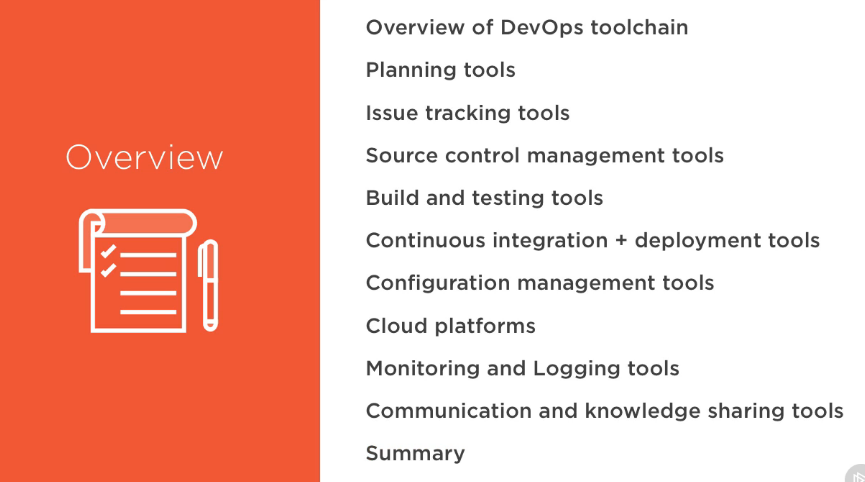 Overview
Overview of DevOps toolchain
Planning tools
Issue tracking tools
Source control management tools
Build and testing tools
Continuous integration + deployment tools
Configuration management tools
Cloud platforms
Monitoring and Logging tools
Communication and knowledge sharing tools
Summary